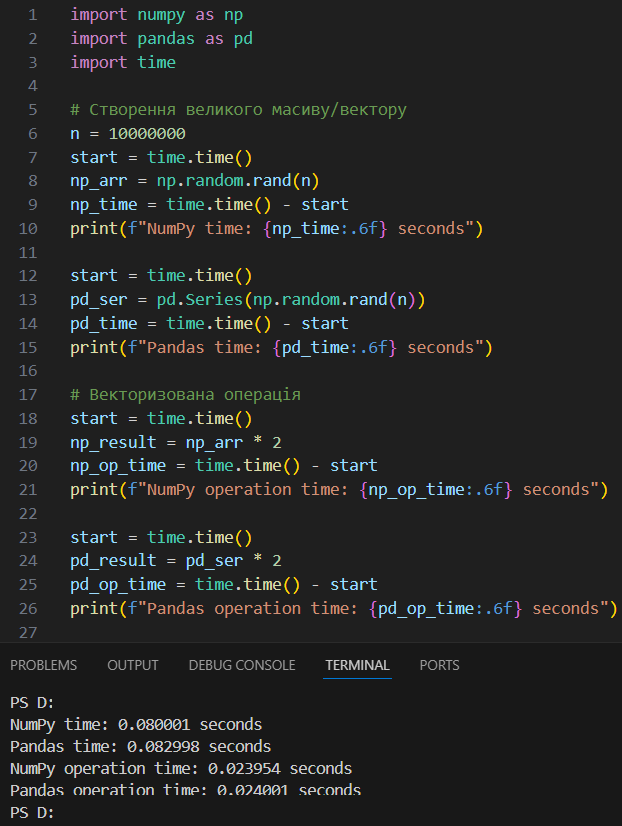 1 import numpy as np
2 import pandas as pd
3 import time
4
5 # Створення великого масиву/вектору
6 n = 10000000
7 start = time.time()
8 np_arr = np.random.rand(n)
9 np_time = time.time() - start
10 print(f"NumPy time: {np_time:.6f} seconds")
11
12 start = time.time()
13 pd_ser = pd.Series(np.random.rand(n))
14 pd_time = time.time() - start
15 print(f"Pandas time: {pd_time:.6f} seconds")
16
17 # Векторизована операція
18 start = time.time()
19 np_result = np_arr * 2
20 np_op_time = time.time() - start
21 print(f"NumPy operation time: {np_op_time:.6f} seconds")
22
23 start = time.time()
24 pd_result = pd_ser * 2
25 pd_op_time = time.time() - start
26 print(f"Pandas operation time: {pd_op_time:.6f} seconds")
27
PROBLEMS OUTPUT DEBUG CONSOLE TERMINAL PORTS
PS D:
NumPy time: 0.080001 seconds
Pandas time: 0.082998 seconds
NumPy operation time: 0.023954 seconds
Pandas operation time: 0.024001 seconds
PS D: